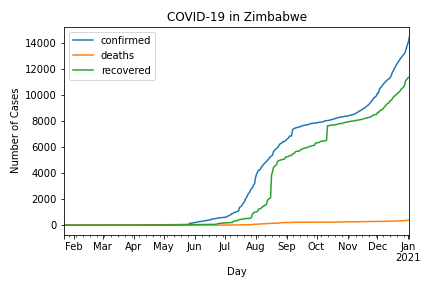 COVID-19 in Zimbabwe
confirmed
deaths
recovered
14000
12000
10000
8000
6000
4000
2000
0
Number of Cases
Feb Mar Apr May Jun Jul Aug Sep Oct Nov Dec Jan
2021
Day